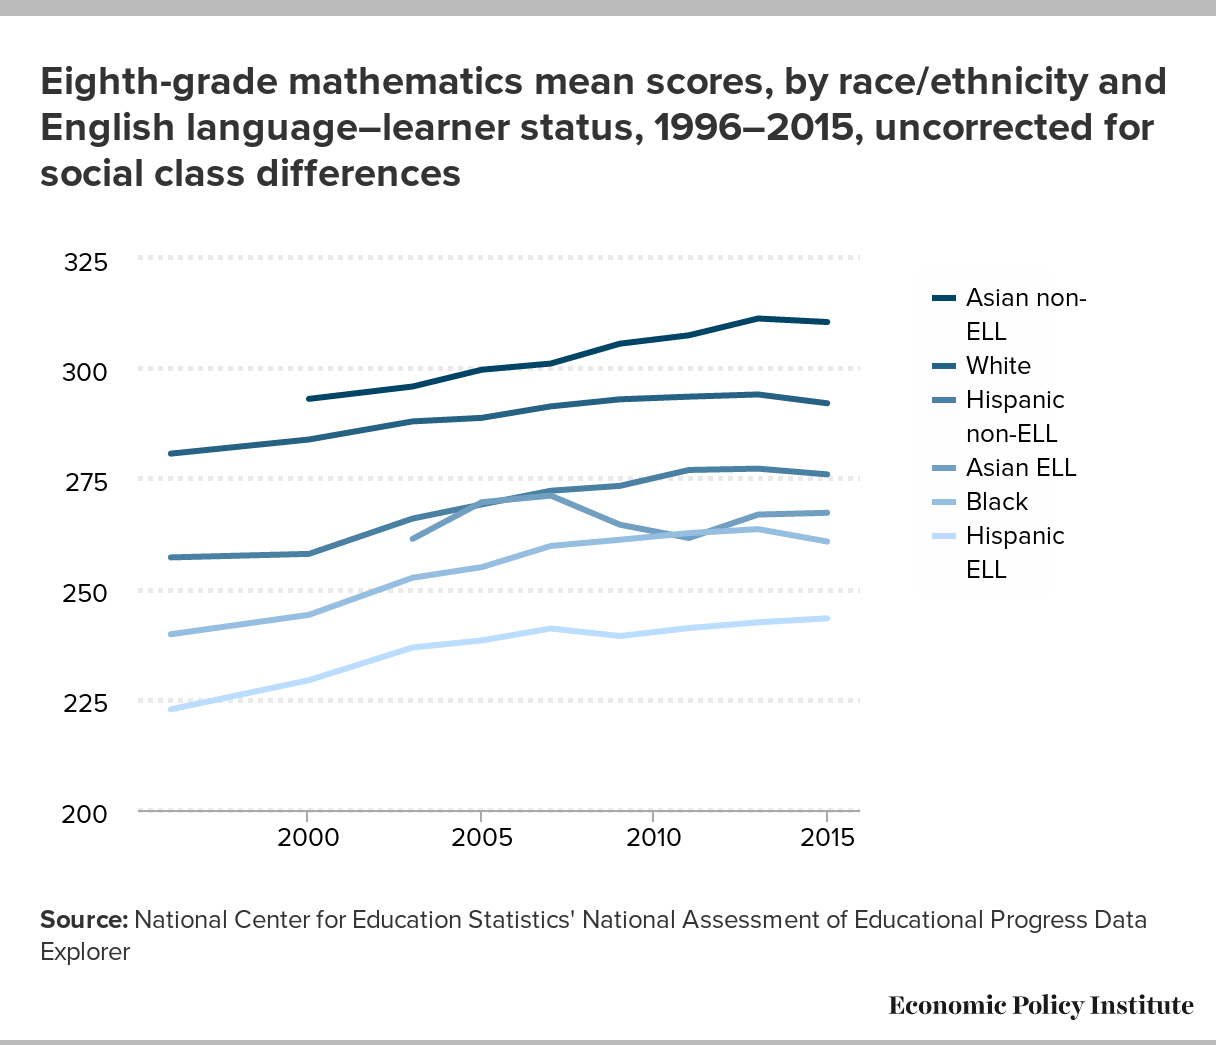 Eighth-grade mathematics mean scores, by race/ethnicity and
English language–learner status, 1996–2015, uncorrected for
social class differences
325
300
275
250
225
200
2000
2005
2010
2015
Asian non-
ELL
White
Hispanic
non-ELL
Asian ELL
Black
Hispanic
ELL
Source: National Center for Education Statistics' National Assessment of Educational Progress Data
Explorer
Economic Policy Institute